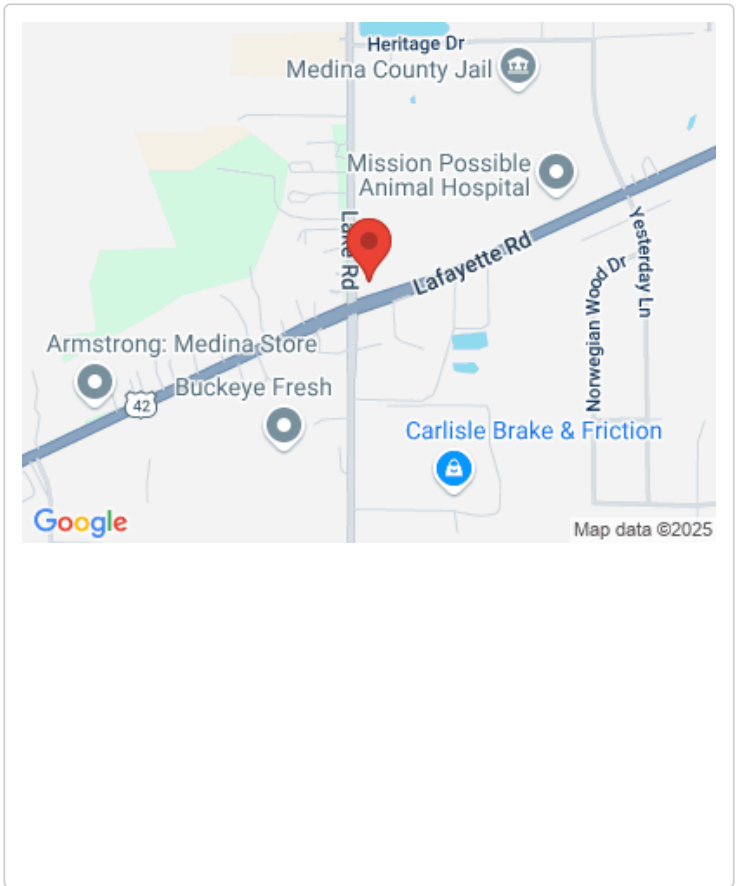 Heritage Dr
Medina County Jail
Mission Possible
Animal Hospital
Lake Rd
Lafayette Rd
Yesterday Ln
Norwegian Wood Dr
Armstrong: Medina Store
42
Buckeye Fresh
Carlisle Brake & Friction
Google
Map data ©2025